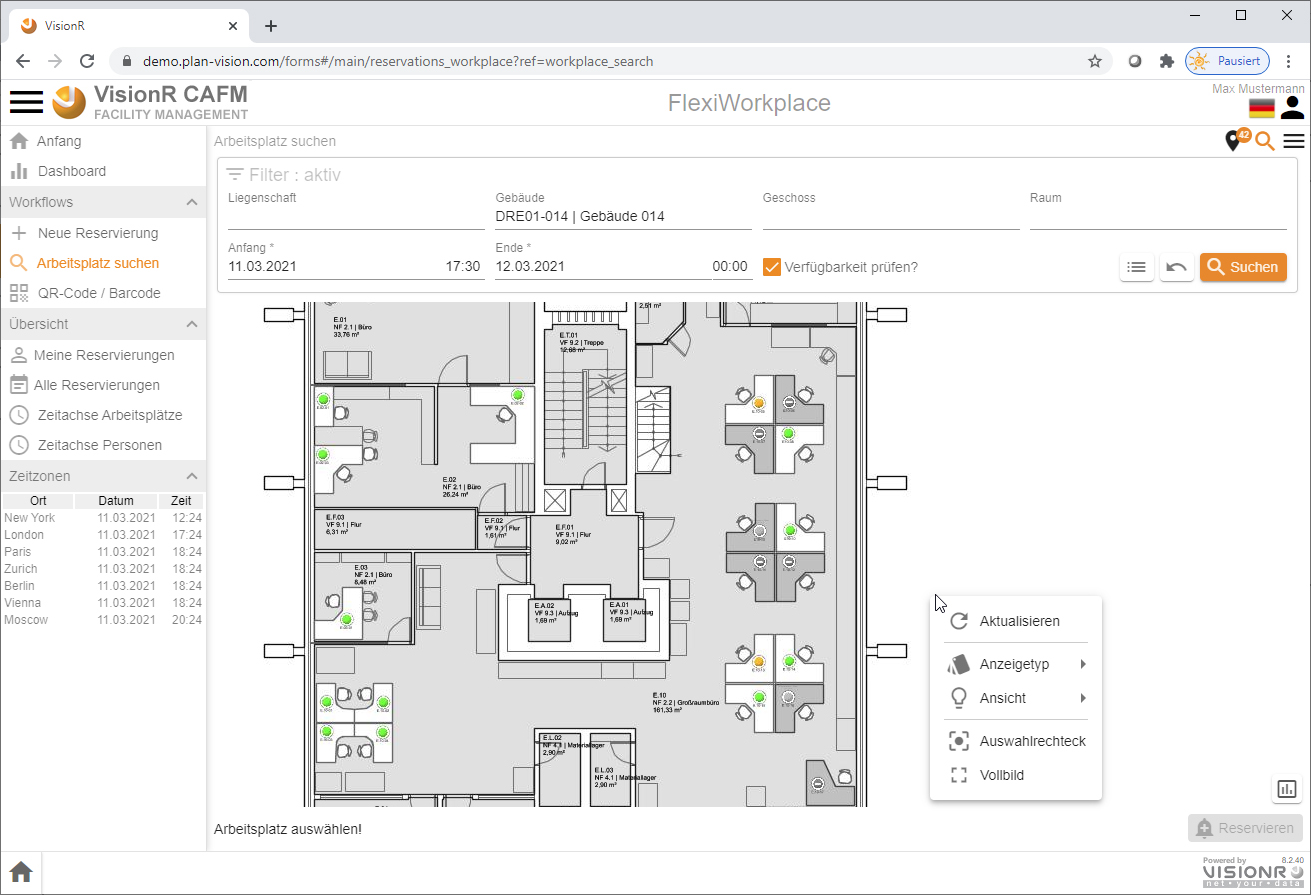 VisionR
demo.plan-vision.com/forms#/main/reservations_workplace?ref=workplace_search
Pausiert
VisionR CAFM
FACILITY MANAGEMENT
FlexiWorkplace
Max Mustermann
Anfang
Dashboard
Workflows
Neue Reservierung
Arbeitsplatz suchen
QR-Code / Barcode
Übersicht
Meine Reservierungen
Alle Reservierungen
Zeitachse Arbeitsplätze
Zeitachse Personen
Zeitzonen
Ort Datum Zeit
New York 11.03.2021 12:24
London 11.03.2021 17:24
Paris 11.03.2021 18:24
Zurich 11.03.2021 18:24
Berlin 11.03.2021 18:24
Vienna 11.03.2021 18:24
Moscow 11.03.2021 20:24
Arbeitsplatz suchen
42
Filter : aktiv
Liegenschaft Gebäude Geschoss Raum
DRE01-014 | Gebäude 014
Anfang * Ende *
11.03.2021 17:30 12.03.2021 00:00 Verfügbarkeit prüfen? Suchen
E.01
NF 2.1 | Büro
33,76 m²
E.T.01
VF 9.2 | Treppe
12,88 m²
2,51 m²
E.02
NF 2.1 | Büro
26,24 m²
E.F.03
VF 9.1 | Flur
6,31 m²
E.F.02
VF 9.1 | Flur
1,61 m²
E.F.01
VF 9.1 | Flur
9,02 m²
E.03
NF 2.1 | Büro
8,48 m²
E.A.02
VF 9.3 | Aufzug
1,69 m²
E.A.01
VF 9.3 | Aufzug
1,69 m²
E.10
NF 2.2 | Großraumbüro
161,33 m²
E.L.02
NF 4.1 | Materiallager
2,90 m²
E.L.03
NF 4.1 | Materiallager
2,90 m²
Aktualisieren
Anzeigetyp
Ansicht
Auswahlrechteck
Vollbild
Arbeitsplatz auswählen!
Reservieren
Powered by 8.2.40
VISIONR
net • your • data